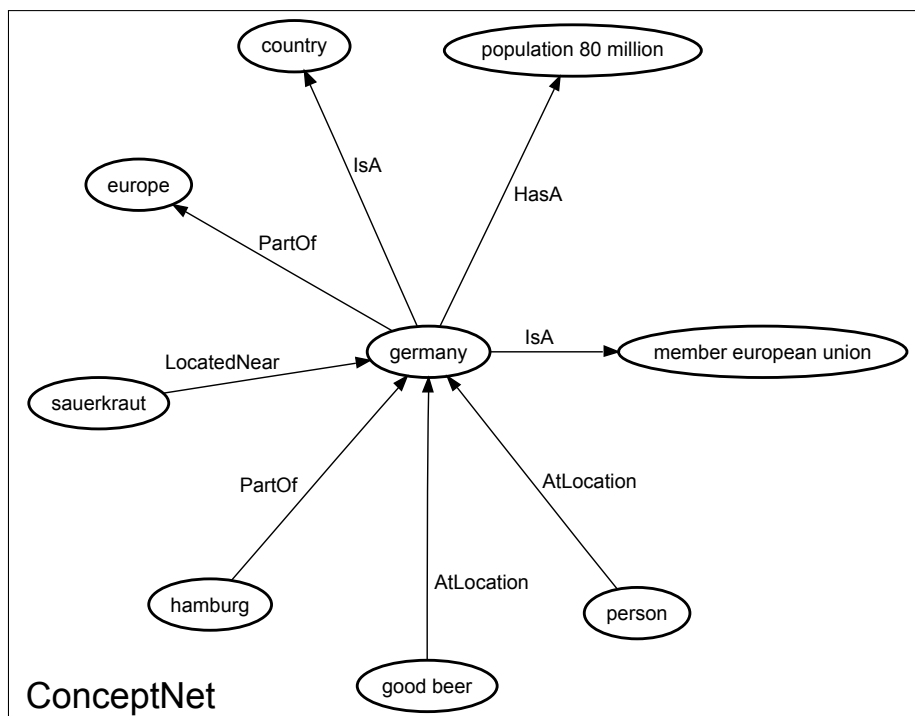 country
population 80 million
IsA
HasA
europe
PartOf
germany
IsA
member european union
LocatedNear
sauerkraut
PartOf
AtLocation
AtLocation
hamburg
person
good beer
ConceptNet